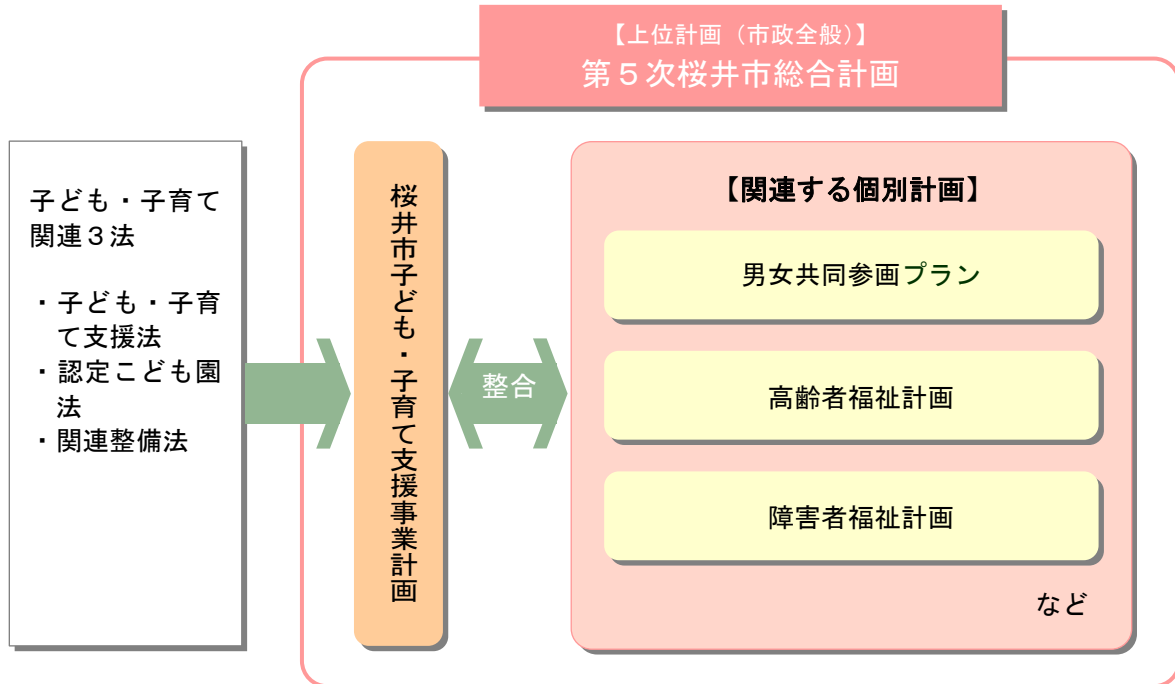 【上位計画（市政全般）】
第５次桜井市総合計画
子ども・子育て
関連３法
・子ども・子育
て支援法
・認定こども園
法
・関連整備法
桜井市子ども・子育て支援事業計画
整合
【関連する個別計画】
男女共同参画プラン
高齢者福祉計画
障害者福祉計画
など